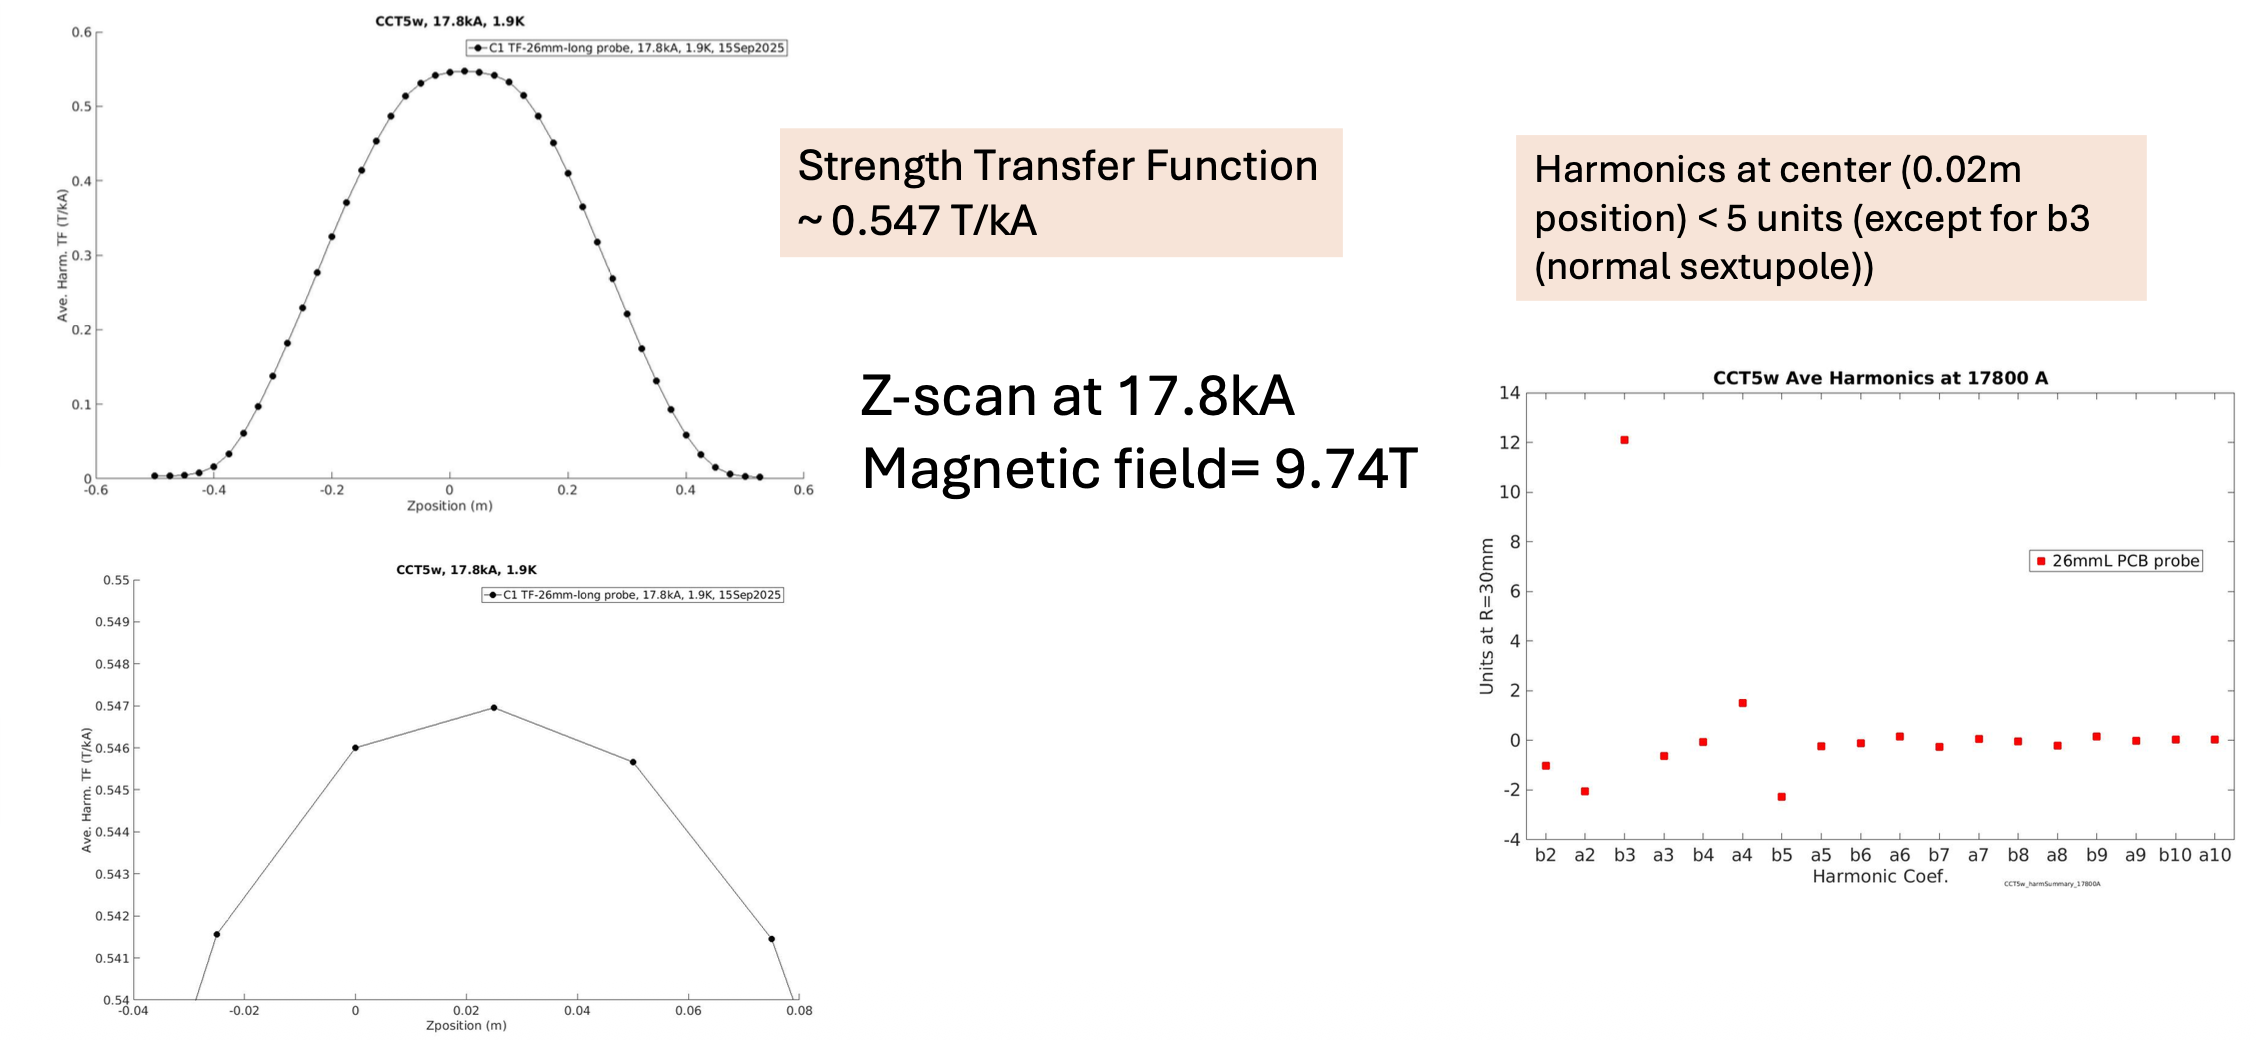 CCT5w, 17.8kA, 1.9K
C1 TF-26mm-long probe, 17.8kA, 1.9K, 15Sep2025
0.6
0.5
0.4
0.3
0.2
0.1
0
Ave. Harm. TF (T/kA)
-0.6 -0.4 -0.2 0 0.2 0.4 0.6
Zposition (m)
Strength Transfer Function
~ 0.547 T/kA
Harmonics at center (0.02m
position) < 5 units (except for b3
(normal sextupole))
Z-scan at 17.8kA
Magnetic field= 9.74T
CCT5w, 17.8kA, 1.9K
C1 TF-26mm-long probe, 17.8kA, 1.9K, 15Sep2025
0.55
0.549
0.548
0.547
0.546
0.545
0.544
0.543
0.542
0.541
0.54
Ave. Harm. TF (T/kA)
-0.04 -0.02 0 0.02 0.04 0.06 0.08
Zposition (m)
CCT5w Ave Harmonics at 17800 A
14
12
10
8
6
4
2
0
-2
-4
Units at R=30mm
26mmL PCB probe
b2 a2 b3 a3 b4 a4 b5 a5 b6 a6 b7 a7 b8 a8 b9 a9 b10 a10
Harmonic Coef.
CCT5w_harmSummary_17800A